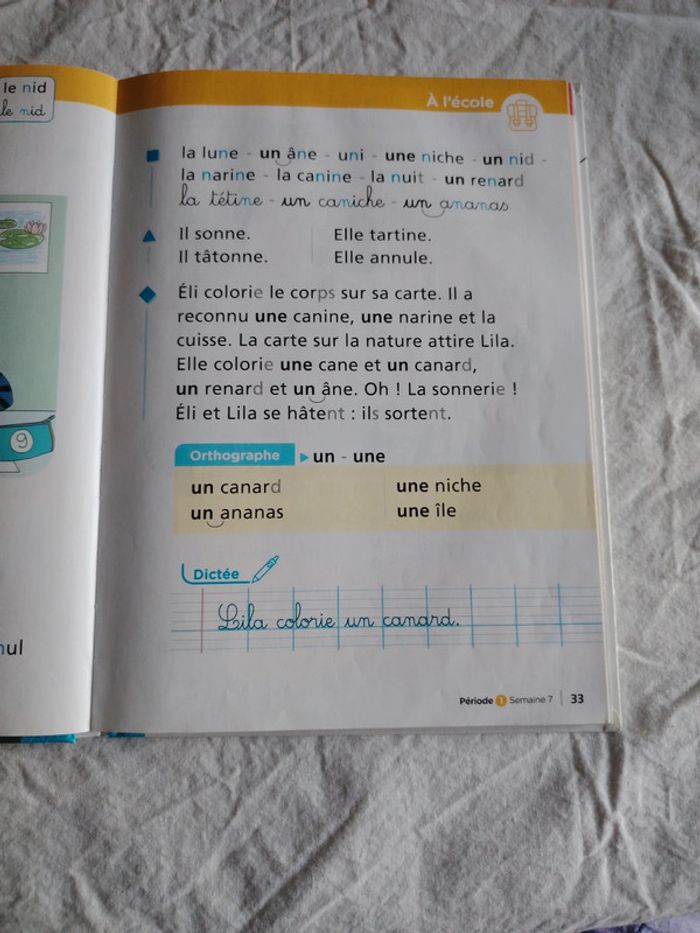 le nid
le nid
9
nul
À l'école
la lune - un âne - uni - une niche - un nid -
la narine - la canine - la nuit - un renard
la tétine - un caniche - un ananas
Il sonne. Elle tartine.
Il tâtonne. Elle annule.
Éli colorie le corps sur sa carte. Il a
reconnu une canine, une narine et la
cuisse. La carte sur la nature attire Lila.
Elle colorie une cane et un canard,
un renard et un âne. Oh ! La sonnerie !
Éli et Lila se hâtent : ils sortent.
Orthographe ▶ un - une
un canard une niche
un ananas une île
Dictée
Lila colorie un canard.
Période 1 Semaine 7 | 33